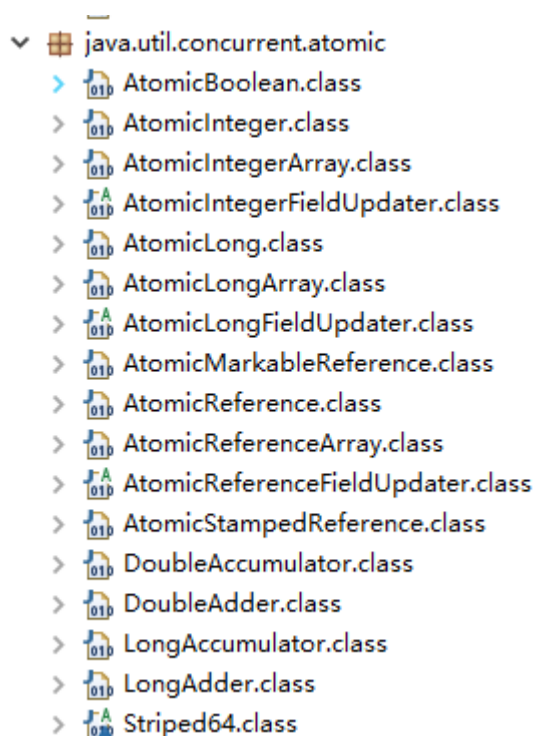 java.util.concurrent.atomic
AtomicBoolean.class
AtomicInteger.class
AtomicIntegerArray.class
AtomicIntegerFieldUpdater.class
AtomicLong.class
AtomicLongArray.class
AtomicLongFieldUpdater.class
AtomicMarkableReference.class
AtomicReference.class
AtomicReferenceArray.class
AtomicReferenceFieldUpdater.class
AtomicStampedReference.class
DoubleAccumulator.class
DoubleAdder.class
LongAccumulator.class
LongAdder.class
Striped64.class